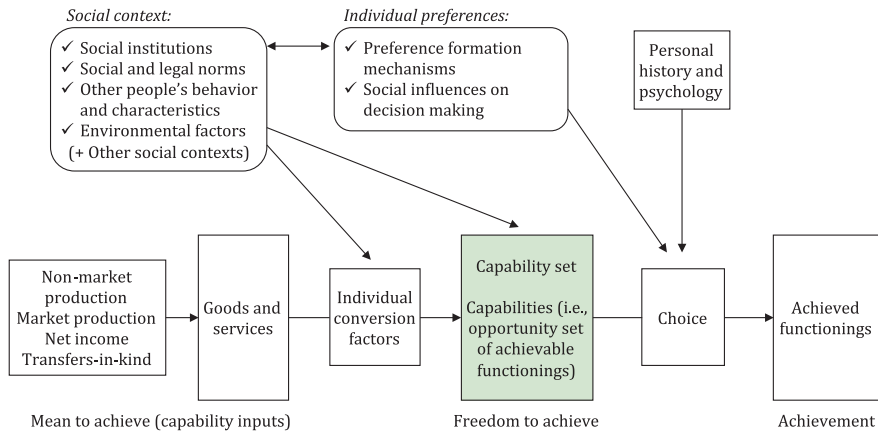 Social context:
✓ Social institutions
✓ Social and legal norms
✓ Other people's behavior
and characteristics
✓ Environmental factors
(+ Other social contexts)
Individual preferences:
✓ Preference formation
mechanisms
✓ Social influences on
decision making
Personal
history and
psychology
Non-market
production
Market production
Net income
Transfers-in-kind
Goods and
services
Individual
conversion
factors
Capability set
Capabilities (i.e.,
opportunity set
of achievable
functionings)
Choice
Achieved
functionings
Mean to achieve (capability inputs)
Freedom to achieve
Achievement